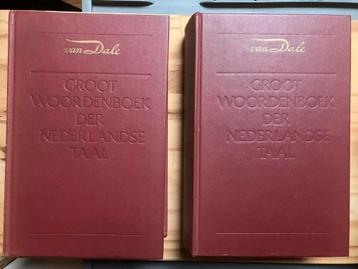 van Dale
GROOT
WOORDENBOEK
DER
NEDERLANDSE
TAAL
van Dale
GROOT
WOORDENBOEK
DER
NEDERLANDSE
TAAL